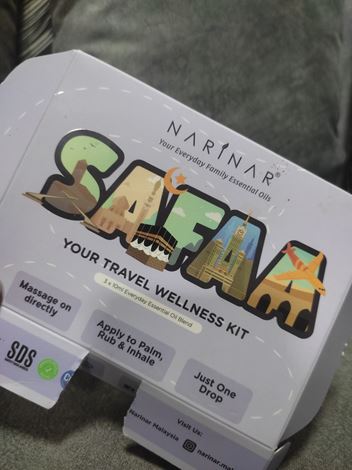 NARINAR®
Your Everyday Family Essential Oils
SAFAA
YOUR TRAVEL WELLNESS KIT
3 x 10ml Everyday Essential Oil Blend
Massage on
directly
Apply to Palm,
Rub & Inhale
Just One
Drop
SDS
Visit Us:
Narinar Malaysia